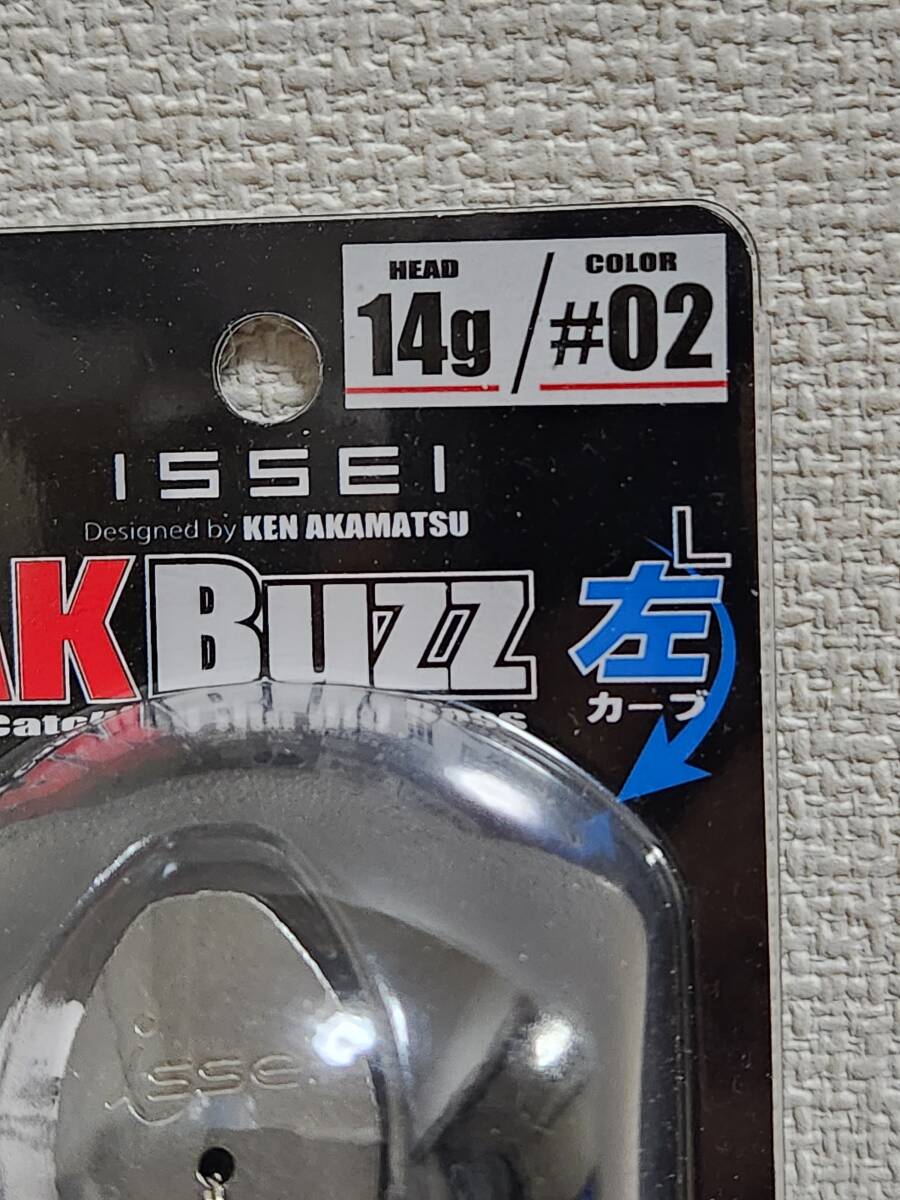 HEAD
14g / COLOR
#02
ISSEI
Designed by KEN AKAMATSU
AK BUZZ
L
左
カーブ
issei